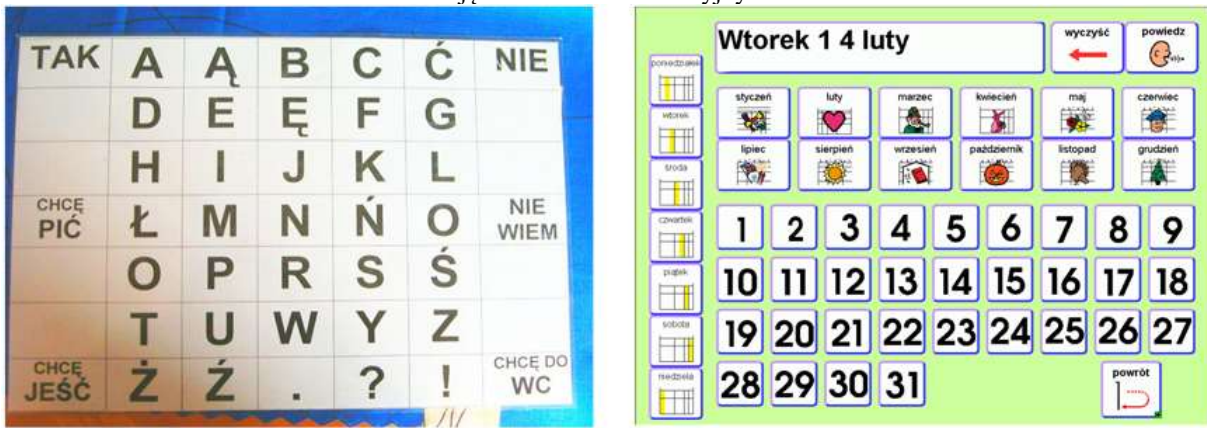 TAK A Ą B C Ć NIE
D E Ę F G
H I J K L
CHCĘ PIĆ Ł M N Ń O NIE WIEM
O P R S Ś
T U W Y Z
CHCĘ JEŚĆ Ż Ź . ? ! CHCĘ DO WC
Wtorek 1 4 luty
wyczyść
powiedz
poniedziałek
wtorek
środa
czwartek
piątek
sobota
niedziela
styczeń luty marzec kwiecień maj czerwiec
lipiec sierpień wrzesień październik listopad grudzień
1 2 3 4 5 6 7 8 9
10 11 12 13 14 15 16 17 18
19 20 21 22 23 24 25 26 27
28 29 30 31
powrót